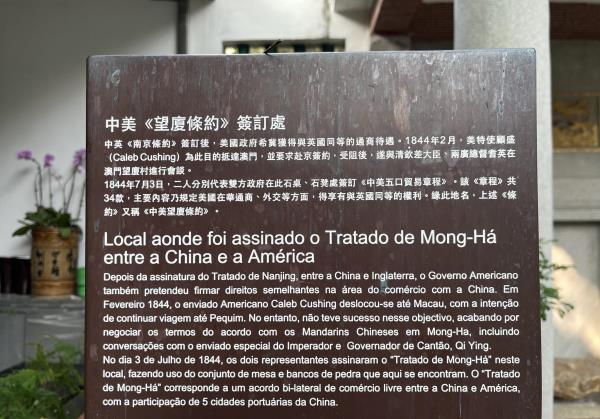 中美《望廈條約》簽訂處
中英《南京條約》簽訂後，美國政府希冀獲得與英國同等的通商待遇。1844年2月，美特使顧盛
（Caleb Cushing）為此目的抵達澳門，並要求赴京簽約，受阻後，遂與清欽差大臣、兩廣總督耆英在
澳門望廈村進行會談。
1844年7月3日，二人分別代表雙方政府在此石桌、石凳處簽訂《中美五口貿易章程》。該《章程》共
34款，主要內容乃規定美國在華通商、外交等方面，得享有與英國同等的權利。緣此地名，上述《條
約》又稱《中美望廈條約》。
Local aonde foi assinado o Tratado de Mong-Há
entre a China e a América
Depois da assinatura do Tratado de Nanjing, entre a China e Inglaterra, o Governo Americano
também pretendeu firmar direitos semelhantes na área do comércio com a China. Em
Fevereiro 1844, o enviado Americano Caleb Cushing deslocou-se até Macau, com a intenção
de continuar viagem até Pequim. No entanto, não teve sucesso nesse objectivo, acabando por
negociar os termos do acordo com os Mandarins Chineses em Mong-Ha, incluindo
conversações com o enviado especial do Imperador e Governador de Cantão, Qi Ying.
No dia 3 de Julho de 1844, os dois representantes assinaram o "Tratado de Mong-Há" neste
local, fazendo uso do conjunto de mesa e bancos de pedra que aqui se encontram. O "Tratado
de Mong-Há" corresponde a um acordo bi-lateral de comércio livre entre a China e América,
com a participação de 5 cidades portuárias da China.